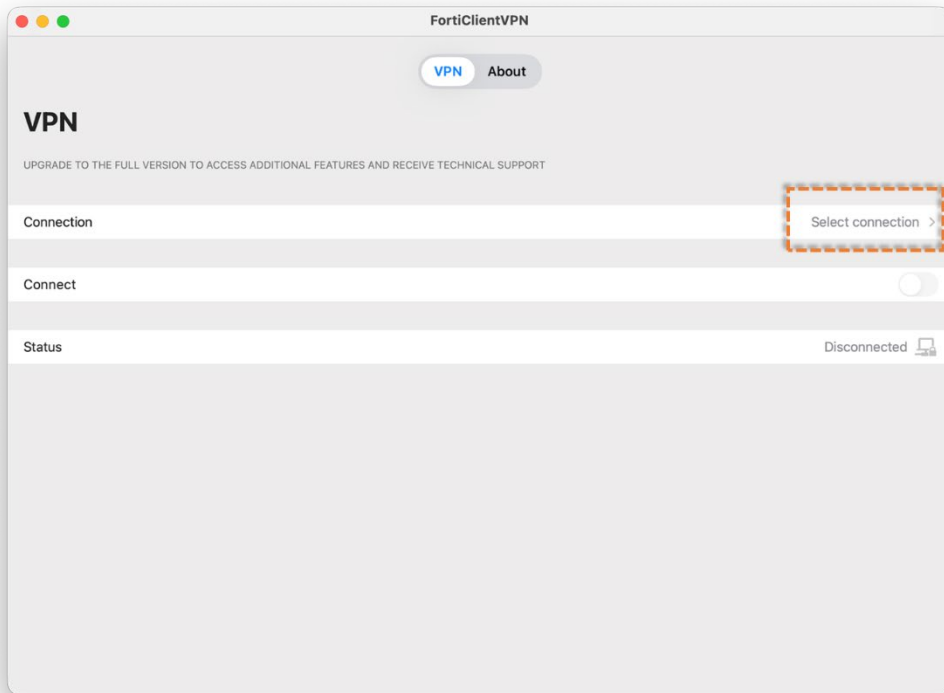 FortiClientVPN
VPN About
VPN
UPGRADE TO THE FULL VERSION TO ACCESS ADDITIONAL FEATURES AND RECEIVE TECHNICAL SUPPORT
Connection Select connection >
Connect
Status Disconnected